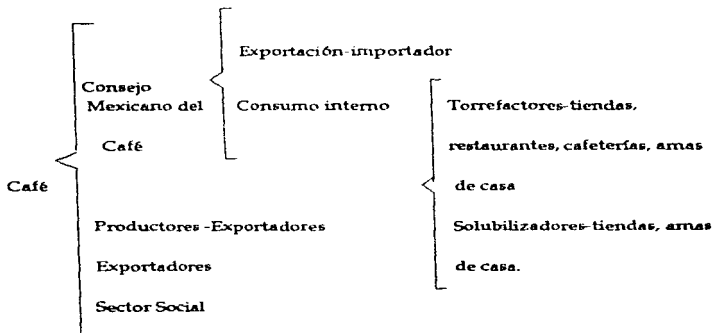 Exportación-importador
Consejo
Mexicano del
Café
Consumo interno
Torrefactores-tiendas,
restaurantes, cafeterías, amas
de casa
Café
Productores -Exportadores
Solubilizadores-tiendas, amas
de casa.
Exportadores
Sector Social